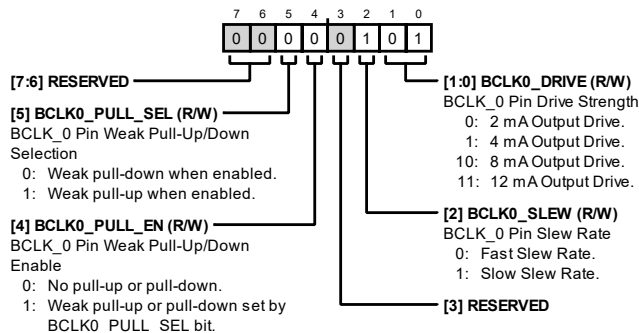 7 6 5 4 3 2 1 0
0 0 0 0 0 1 0 1
[7:6] RESERVED
[5] BCLK0_PULL_SEL (R/W)
BCLK_0 Pin Weak Pull-Up/Down
Selection
0: Weak pull-down when enabled.
1: Weak pull-up when enabled.
[4] BCLK0_PULL_EN (R/W)
BCLK_0 Pin Weak Pull-Up/Down
Enable
0: No pull-up or pull-down.
1: Weak pull-up or pull-down set by
BCLK0_PULL_SEL bit.
[1:0] BCLK0_DRIVE (R/W)
BCLK_0 Pin Drive Strength
0: 2 mA Output Drive.
1: 4 mA Output Drive.
10: 8 mA Output Drive.
11: 12 mA Output Drive.
[2] BCLK0_SLEW (R/W)
BCLK_0 Pin Slew Rate
0: Fast Slew Rate.
1: Slow Slew Rate.
[3] RESERVED